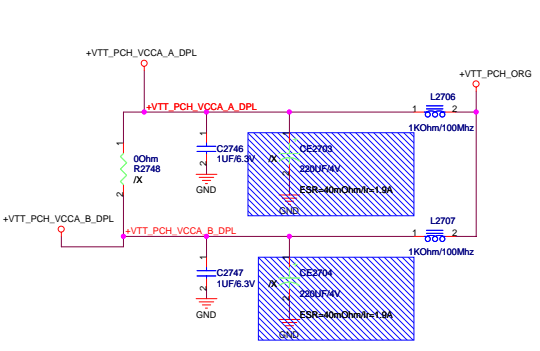 +VTT_PCH_VCCA_A_DPL
+VTT_PCH_ORG
L2706
+VTT_PCH_VCCA_A_DPL
1 2
1KOhm/100Mhz
1
1
1
1
0Ohm
R2748
/X
C2746
1UF/6.3V
/X
CE2703
220UF/4V
2
2
2
GND
ESR=40mOhm/Ir=1.9A
GND
+VTT_PCH_VCCA_B_DPL
L2707
+VTT_PCH_VCCA_B_DPL
1 2
1KOhm/100Mhz
1
1
C2747
1UF/6.3V
/X
CE2704
220UF/4V
2
2
GND
ESR=40mOhm/Ir=1.9A
GND